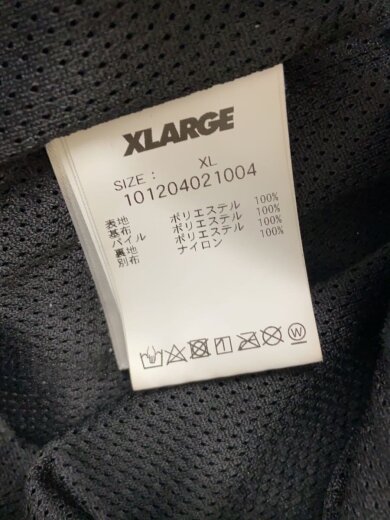 XLARGE
SIZE : XL
101204021004
表地
基布 ポリエステル 100%
パイル ポリエステル 100%
裏地 ポリエステル 100%
別布 ナイロン 100%
W